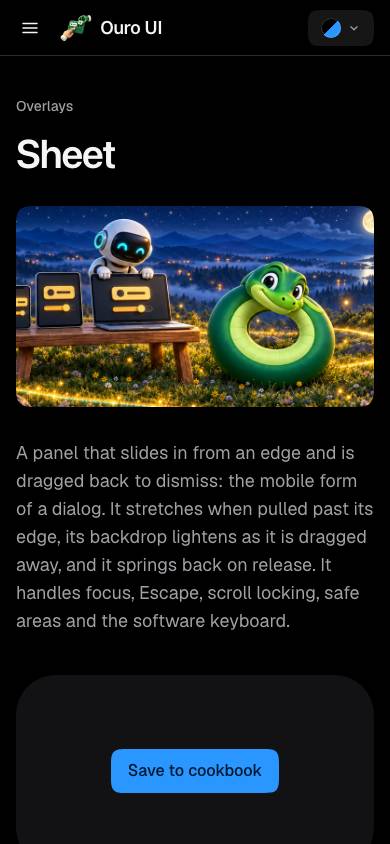 Ouro UI
Overlays
Sheet
A panel that slides in from an edge and is
dragged back to dismiss: the mobile form
of a dialog. It stretches when pulled past its
edge, its backdrop lightens as it is dragged
away, and it springs back on release. It
handles focus, Escape, scroll locking, safe
areas and the software keyboard.
Save to cookbook